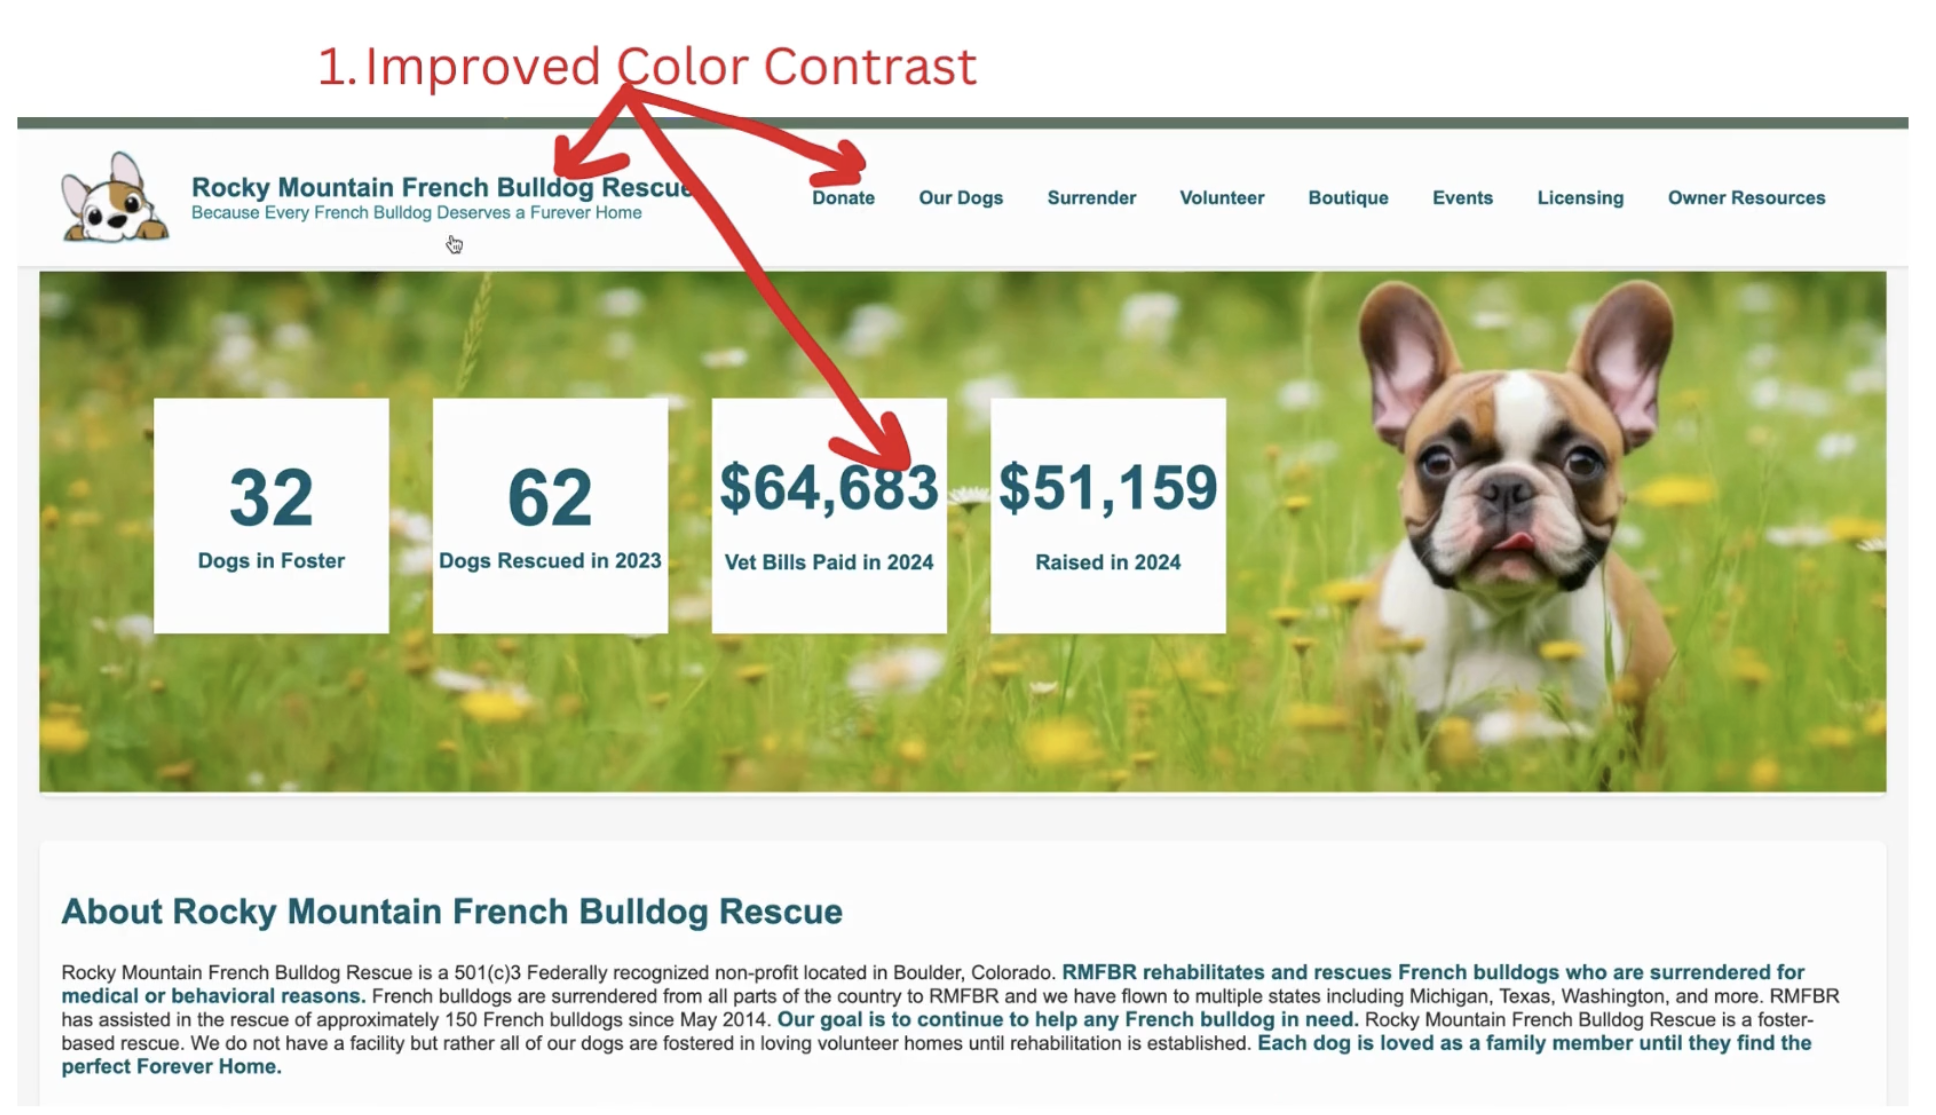 1. Improved Color Contrast
Rocky Mountain French Bulldog Rescue
Because Every French Bulldog Deserves a Furever Home
Donate Our Dogs Surrender Volunteer Boutique Events Licensing Owner Resources
32
Dogs in Foster
62
Dogs Rescued in 2023
$64,683
Vet Bills Paid in 2024
$51,159
Raised in 2024
About Rocky Mountain French Bulldog Rescue
Rocky Mountain French Bulldog Rescue is a 501(c)3 Federally recognized non-profit located in Boulder, Colorado. RMFBR rehabilitates and rescues French bulldogs who are surrendered for
medical or behavioral reasons. French bulldogs are surrendered from all parts of the country to RMFBR and we have flown to multiple states including Michigan, Texas, Washington, and more. RMFBR
has assisted in the rescue of approximately 150 French bulldogs since May 2014. Our goal is to continue to help any French bulldog in need. Rocky Mountain French Bulldog Rescue is a foster-
based rescue. We do not have a facility but rather all of our dogs are fostered in loving volunteer homes until rehabilitation is established. Each dog is loved as a family member until they find the
perfect Forever Home.